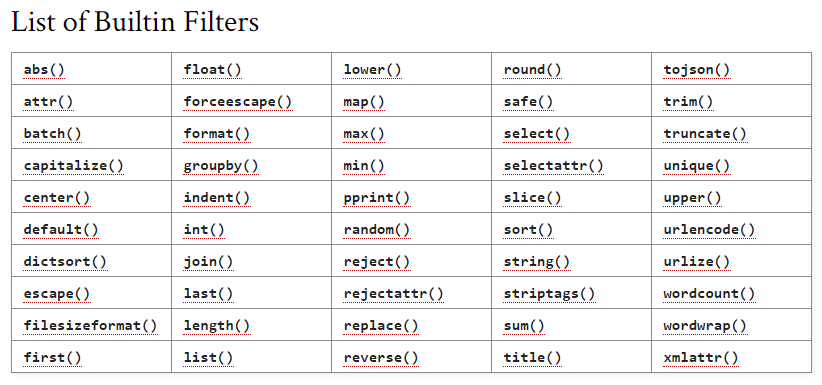 List of Builtin Filters
abs() float() lower() round() tojson()
attr() forceescape() map() safe() trim()
batch() format() max() select() truncate()
capitalize() groupby() min() selectattr() unique()
center() indent() pprint() slice() upper()
default() int() random() sort() urlencode()
dictsort() join() reject() string() urlize()
escape() last() rejectattr() striptags() wordcount()
filesizeformat() length() replace() sum() wordwrap()
first() list() reverse() title() xmlattr()